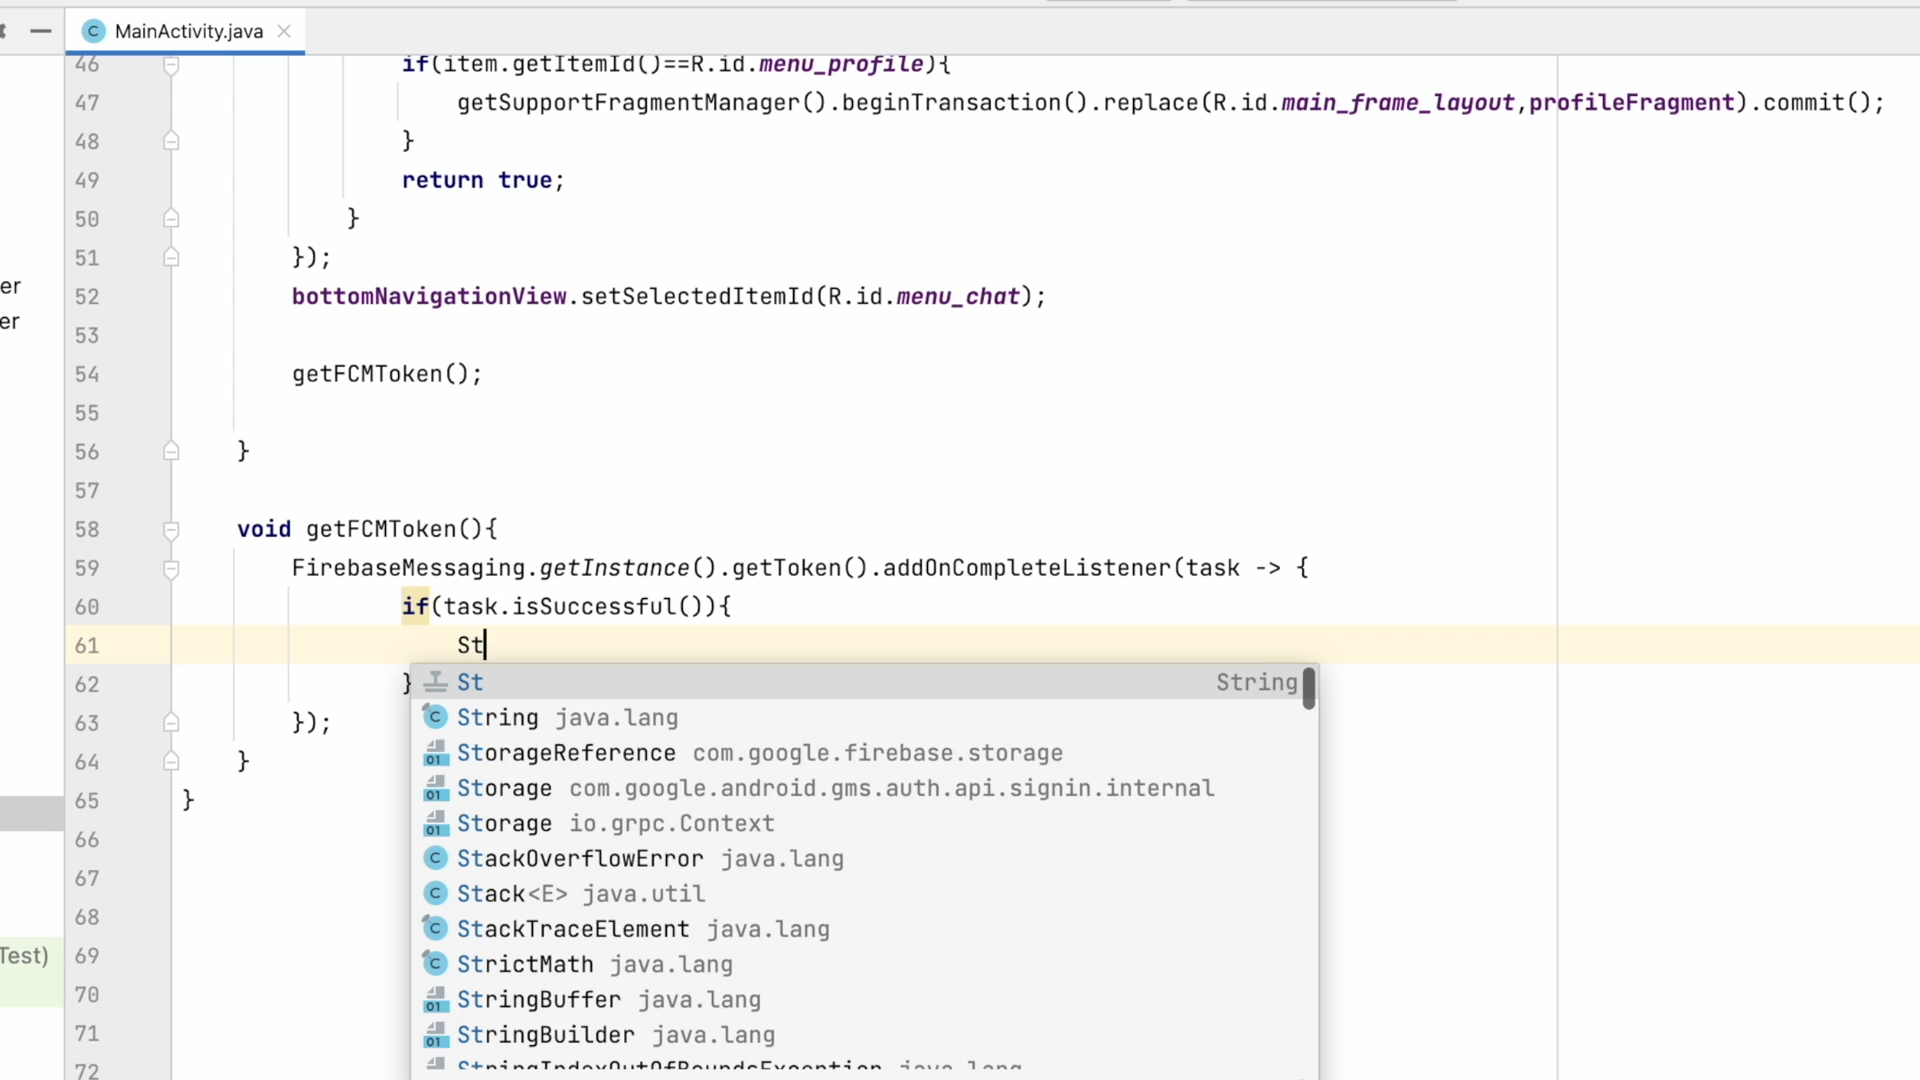 MainActivity.java
46 if(item.getItemId()==R.id.menu_profile){
47 getSupportFragmentManager().beginTransaction().replace(R.id.main_frame_layout,profileFragment).commit();
48 }
49 return true;
50 }
51 });
52 bottomNavigationView.setSelectedItemId(R.id.menu_chat);
53
54 getFCMToken();
55
56 }
57
58 void getFCMToken(){
59 FirebaseMessaging.getInstance().getToken().addOnCompleteListener(task -> {
60 if(task.isSuccessful()){
61 St
62 }
63 });
64 }
65 }
66
67
68
69
70
71
72
er
er
Test)
St String
String java.lang
StorageReference com.google.firebase.storage
Storage com.google.android.gms.auth.api.signin.internal
Storage io.grpc.Context
StackOverflowError java.lang
Stack<E> java.util
StackTraceElement java.lang
StrictMath java.lang
StringBuffer java.lang
StringBuilder java.lang
StringIndexOutOfBoundsException java.lang